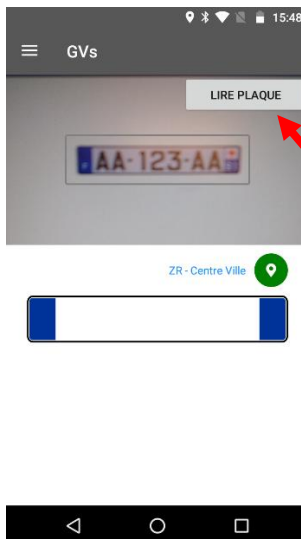 15:48
GVs
LIRE PLAQUE
AA-123-AA
ZR - Centre Ville